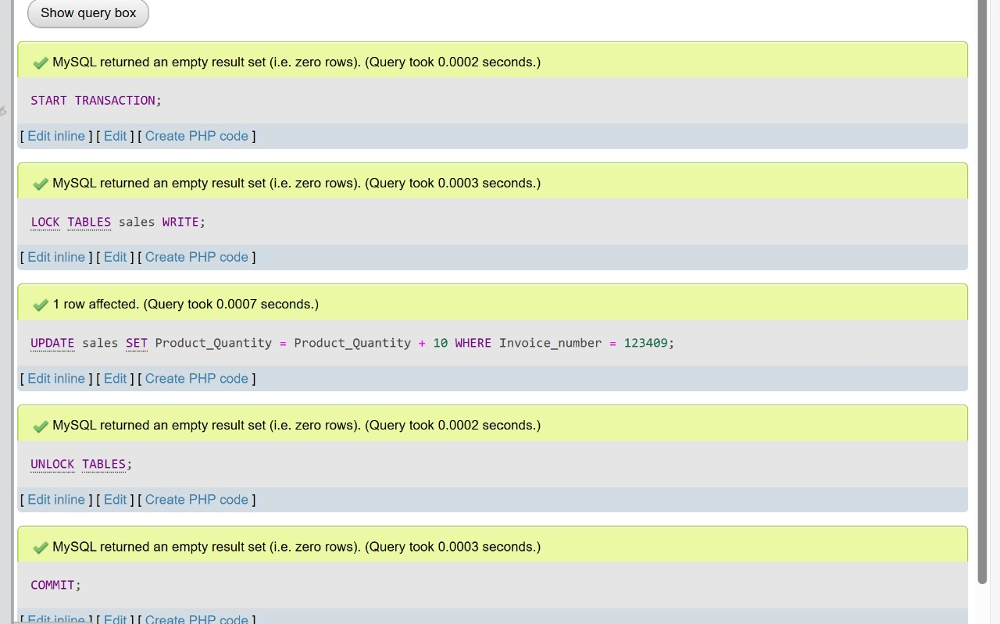 Show query box
MySQL returned an empty result set (i.e. zero rows). (Query took 0.0002 seconds.)
START TRANSACTION;
[ Edit inline ] [ Edit ] [ Create PHP code ]
MySQL returned an empty result set (i.e. zero rows). (Query took 0.0003 seconds.)
LOCK TABLES sales WRITE;
[ Edit inline ] [ Edit ] [ Create PHP code ]
1 row affected. (Query took 0.0007 seconds.)
UPDATE sales SET Product_Quantity = Product_Quantity + 10 WHERE Invoice_number = 123409;
[ Edit inline ] [ Edit ] [ Create PHP code ]
MySQL returned an empty result set (i.e. zero rows). (Query took 0.0002 seconds.)
UNLOCK TABLES;
[ Edit inline ] [ Edit ] [ Create PHP code ]
MySQL returned an empty result set (i.e. zero rows). (Query took 0.0003 seconds.)
COMMIT;
[ Edit inline ] [ Edit ] [ Create PHP code ]